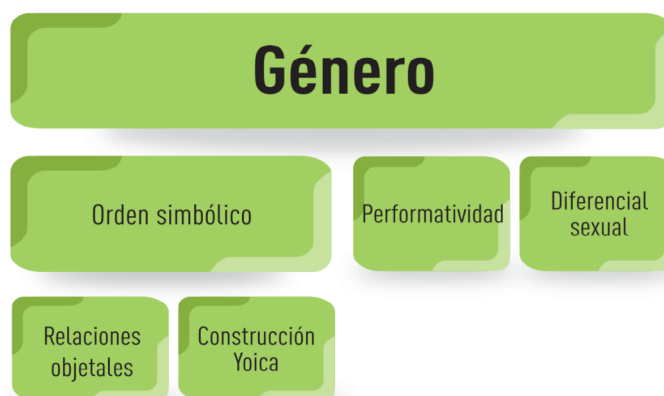 Género
Orden simbólico
Performatividad
Diferencial
sexual
Relaciones
objetales
Construcción
Yoica